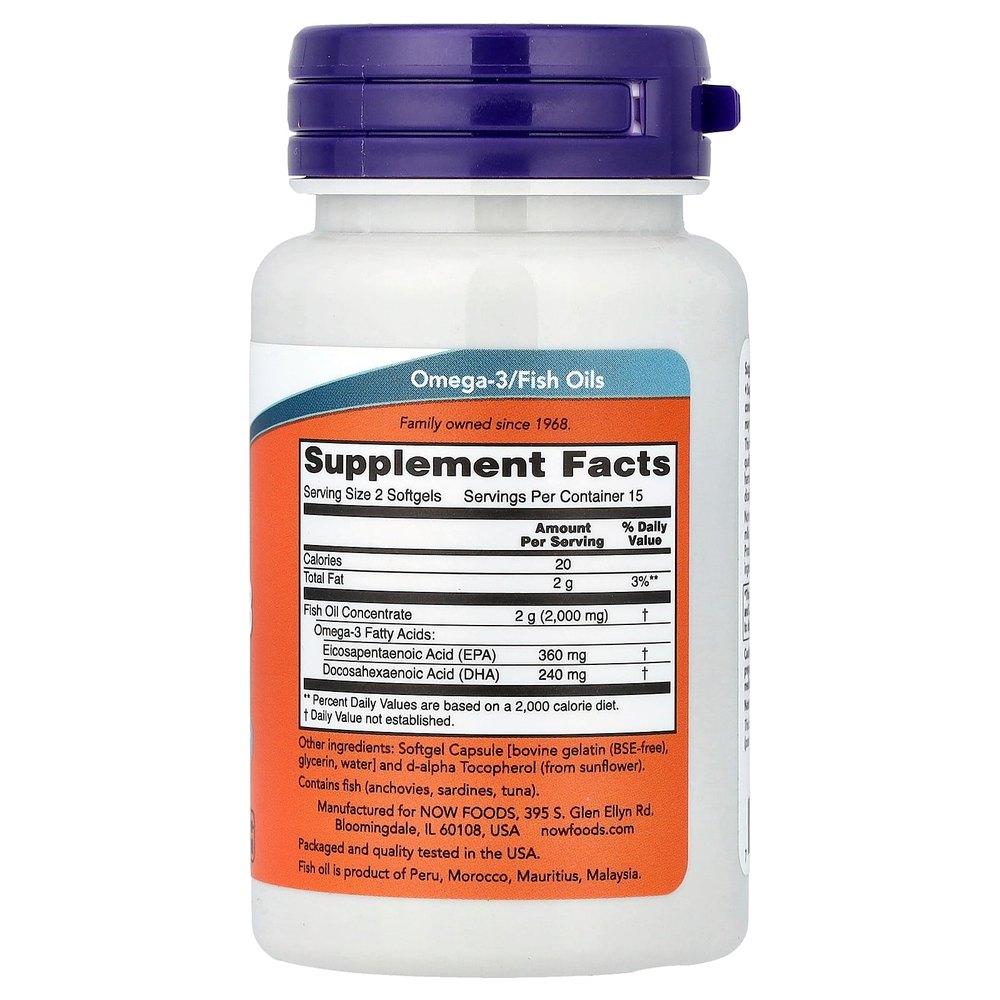 Omega-3/Fish Oils
Family owned since 1968.
Supplement Facts
Serving Size 2 Softgels Servings Per Container 15
Amount Per Serving % Daily Value
Calories 20
Total Fat 2 g 3%**
Fish Oil Concentrate 2 g (2,000 mg) †
Omega-3 Fatty Acids:
Eicosapentaenoic Acid (EPA) 360 mg †
Docosahexaenoic Acid (DHA) 240 mg †
** Percent Daily Values are based on a 2,000 calorie diet.
† Daily Value not established.
Other ingredients: Softgel Capsule [bovine gelatin (BSE-free),
glycerin, water] and d-alpha Tocopherol (from sunflower).
Contains fish (anchovies, sardines, tuna).
Manufactured for NOW FOODS, 395 S. Glen Ellyn Rd.
Bloomingdale, IL 60108, USA nowfoods.com
Packaged and quality tested in the USA.
Fish oil is product of Peru, Morocco, Mauritius, Malaysia.